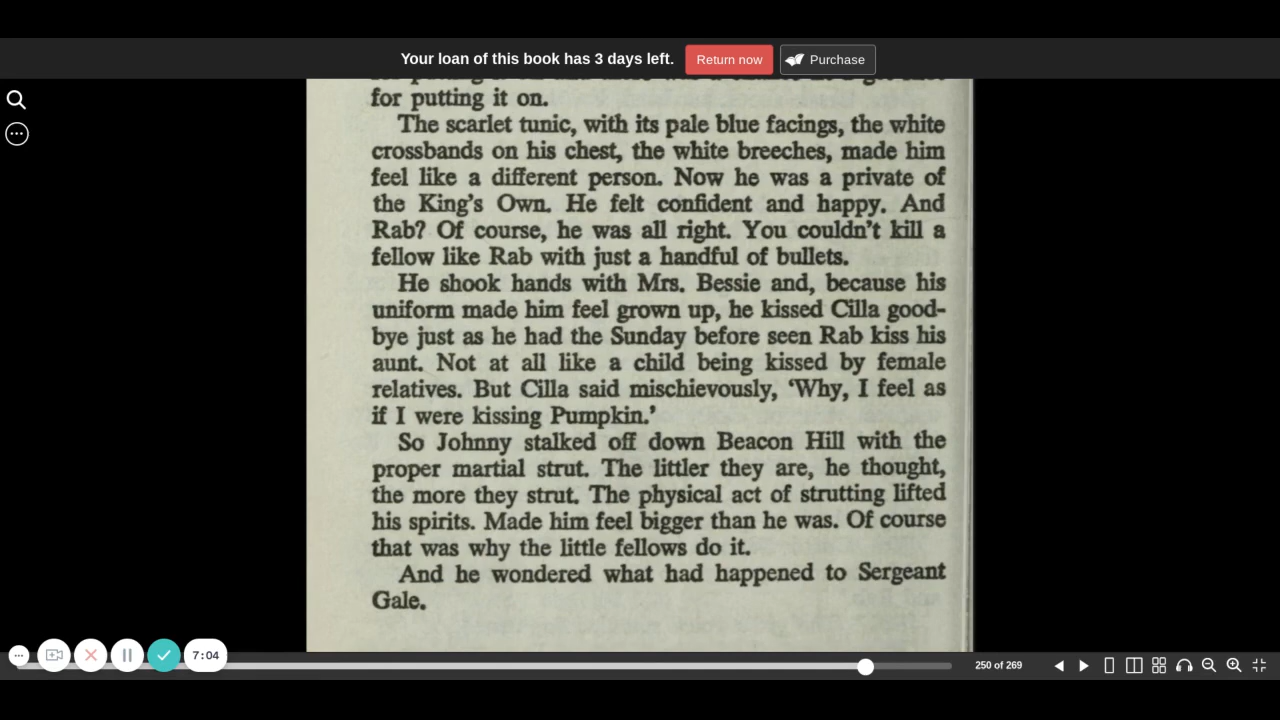 Your loan of this book has 3 days left.
Return now
Purchase
for putting it on.
The scarlet tunic, with its pale blue facings, the white
crossbands on his chest, the white breeches, made him
feel like a different person. Now he was a private of
the King's Own. He felt confident and happy. And
Rab? Of course, he was all right. You couldn't kill a
fellow like Rab with just a handful of bullets.
He shook hands with Mrs. Bessie and, because his
uniform made him feel grown up, he kissed Cilla good-
bye just as he had the Sunday before seen Rab kiss his
aunt. Not at all like a child being kissed by female
relatives. But Cilla said mischievously, ‘Why, I feel as
if I were kissing Pumpkin.’
So Johnny stalked off down Beacon Hill with the
proper martial strut. The littler they are, he thought,
the more they strut. The physical act of strutting lifted
his spirits. Made him feel bigger than he was. Of course
that was why the little fellows do it.
And he wondered what had happened to Sergeant
Gale.
7:04
250 of 269